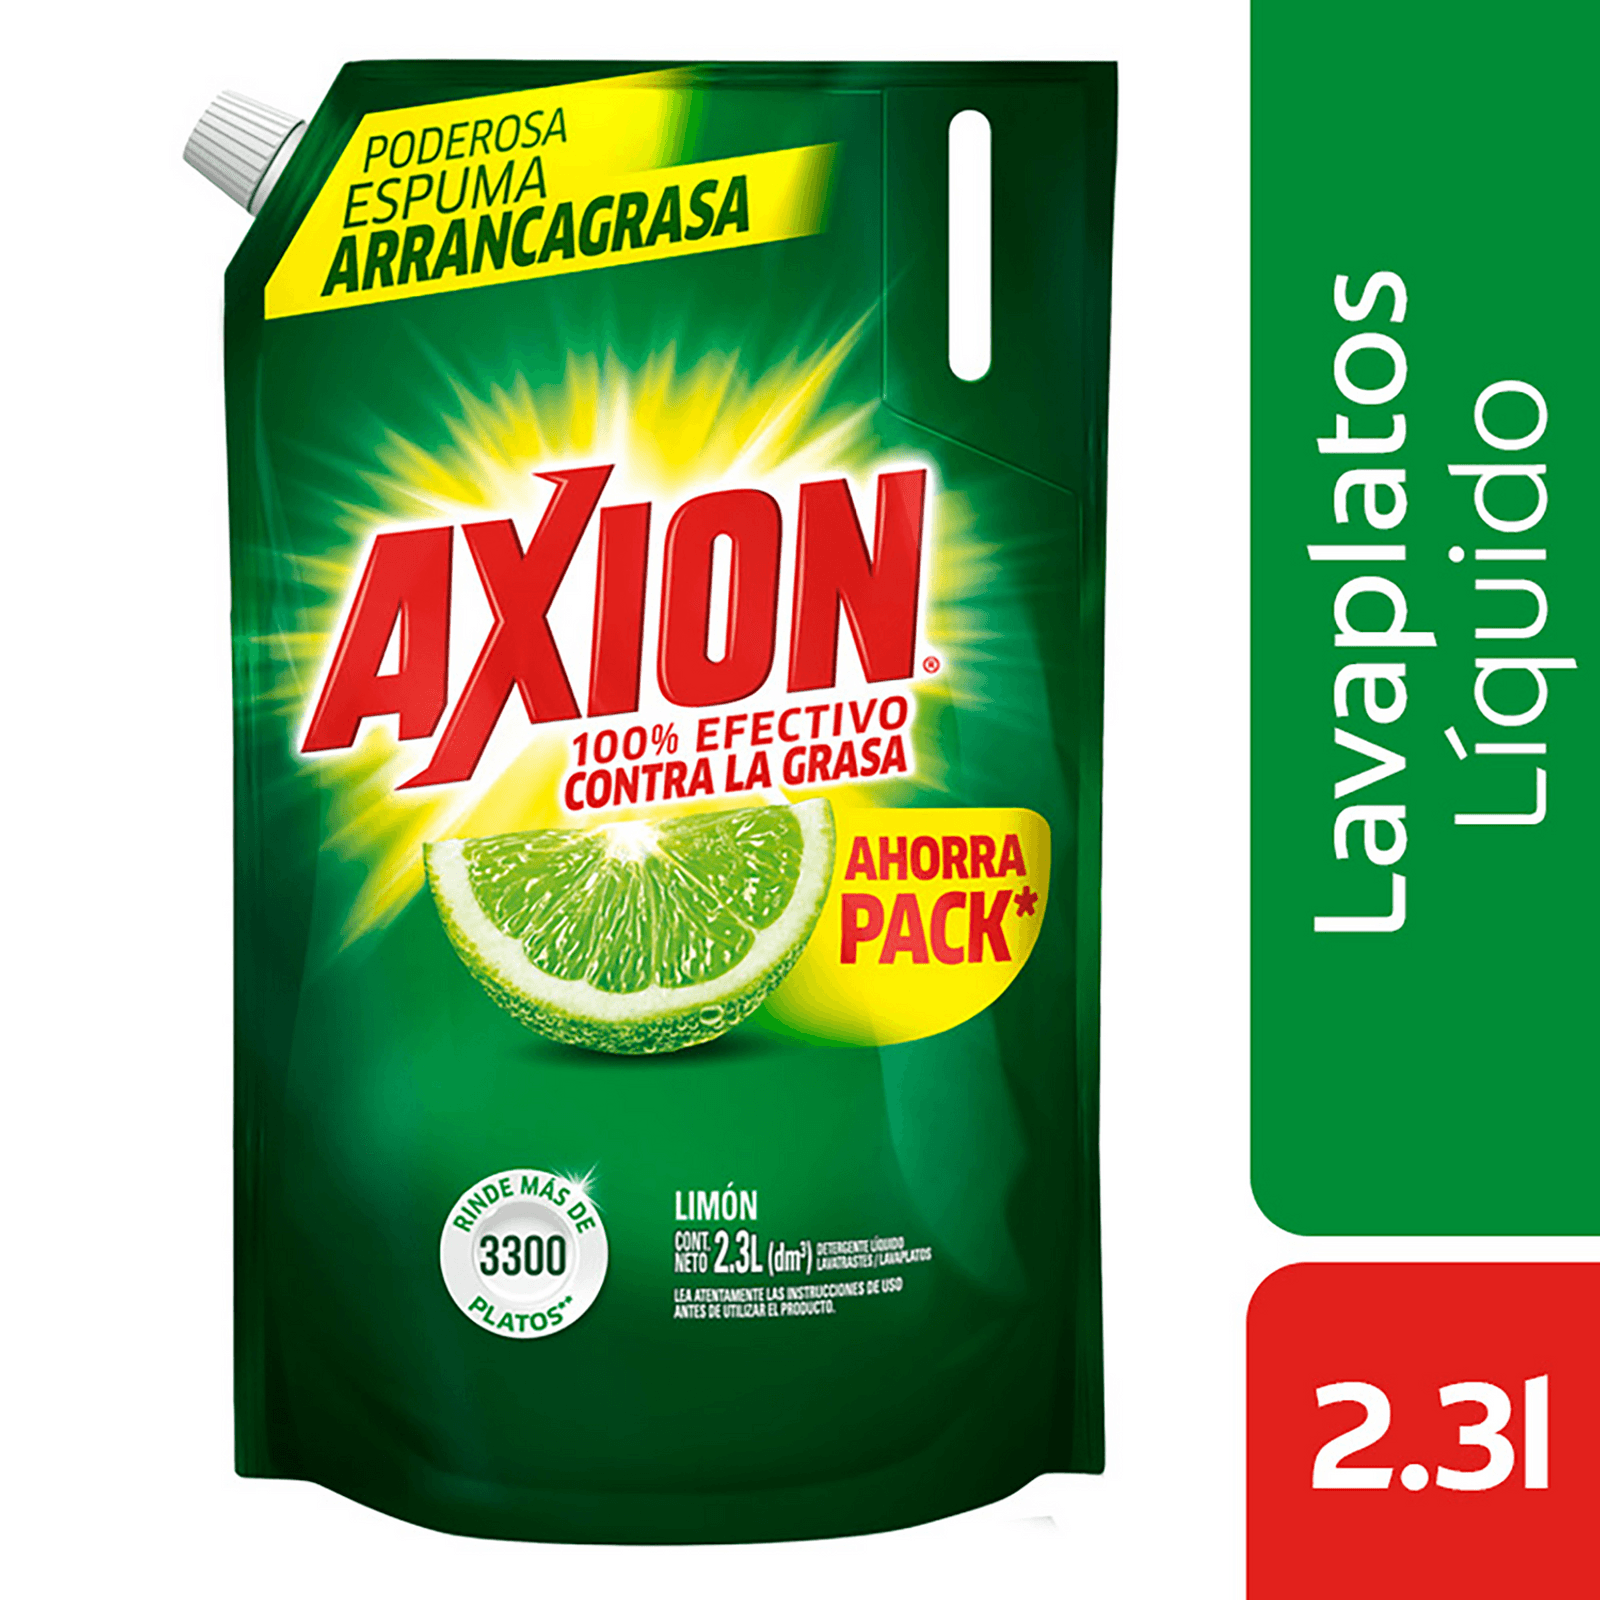 PODEROSA
ESPUMA
ARRANCAGRASA
AXION®
100% EFECTIVO
CONTRA LA GRASA
AHORRA
PACK*
RINDE MÁS DE
3300
PLATOS**
LIMÓN
CONT. NETO 2.3L (dm³) DETERGENTE LÍQUIDO LAVATRASTES / LAVAPLATOS
LEA ATENTAMENTE LAS INSTRUCCIONES DE USO
ANTES DE UTILIZAR EL PRODUCTO.
Lavaplatos
Líquido
2.3l